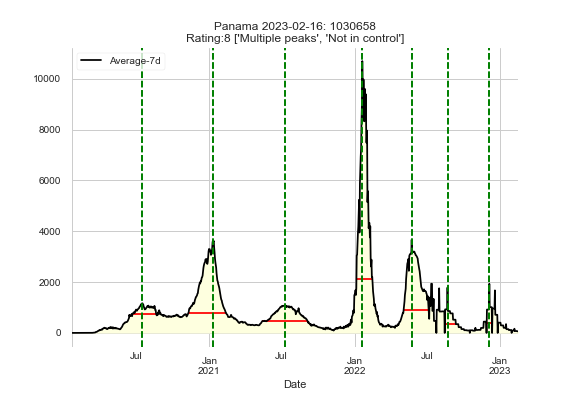 Panama 2023-02-16: 1030658
Rating:8 ['Multiple peaks', 'Not in control']
Average-7d
10000
8000
6000
4000
2000
0
Jul
Jan
2021
Jul
Jan
2022
Jul
Jan
2023
Date